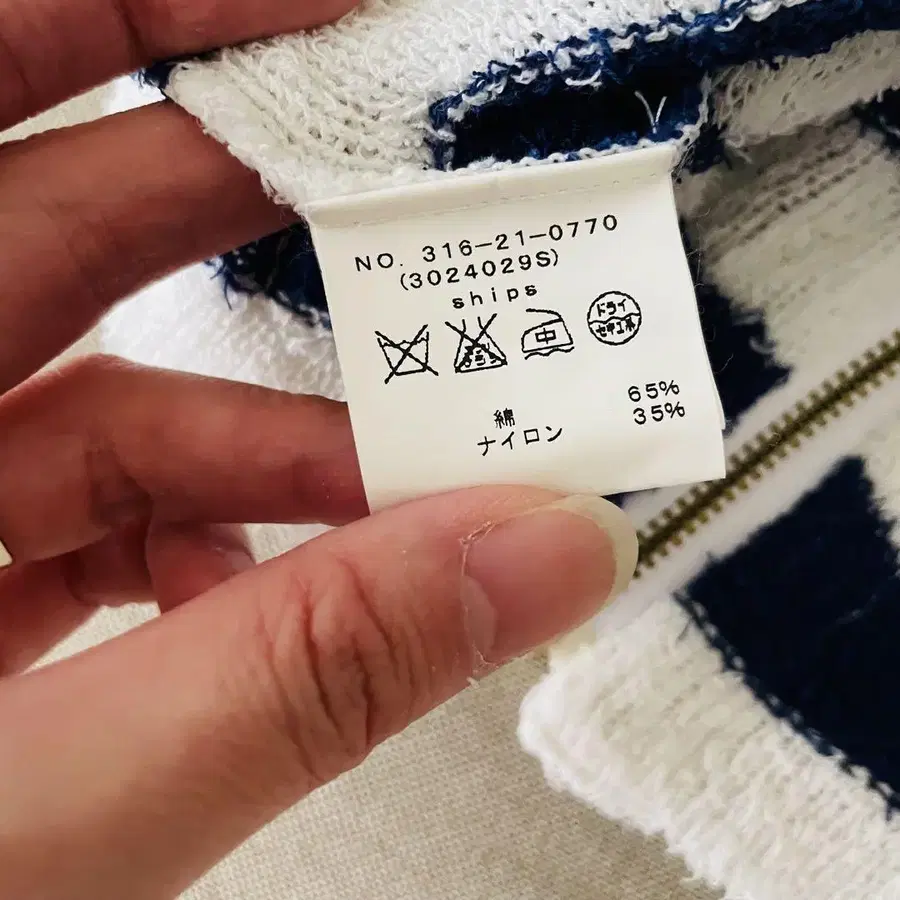 NO. 316-21-0770
(3024029S)
ships
中 ドライ
セキユ系
65%
綿 35%
ナイロン